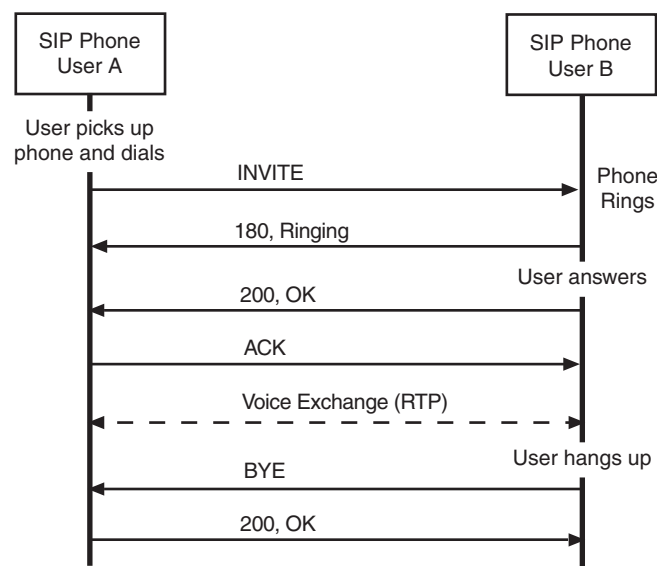 SIP Phone
User A
SIP Phone
User B
User picks up
phone and dials
INVITE
Phone
Rings
180, Ringing
User answers
200, OK
ACK
Voice Exchange (RTP)
User hangs up
BYE
200, OK